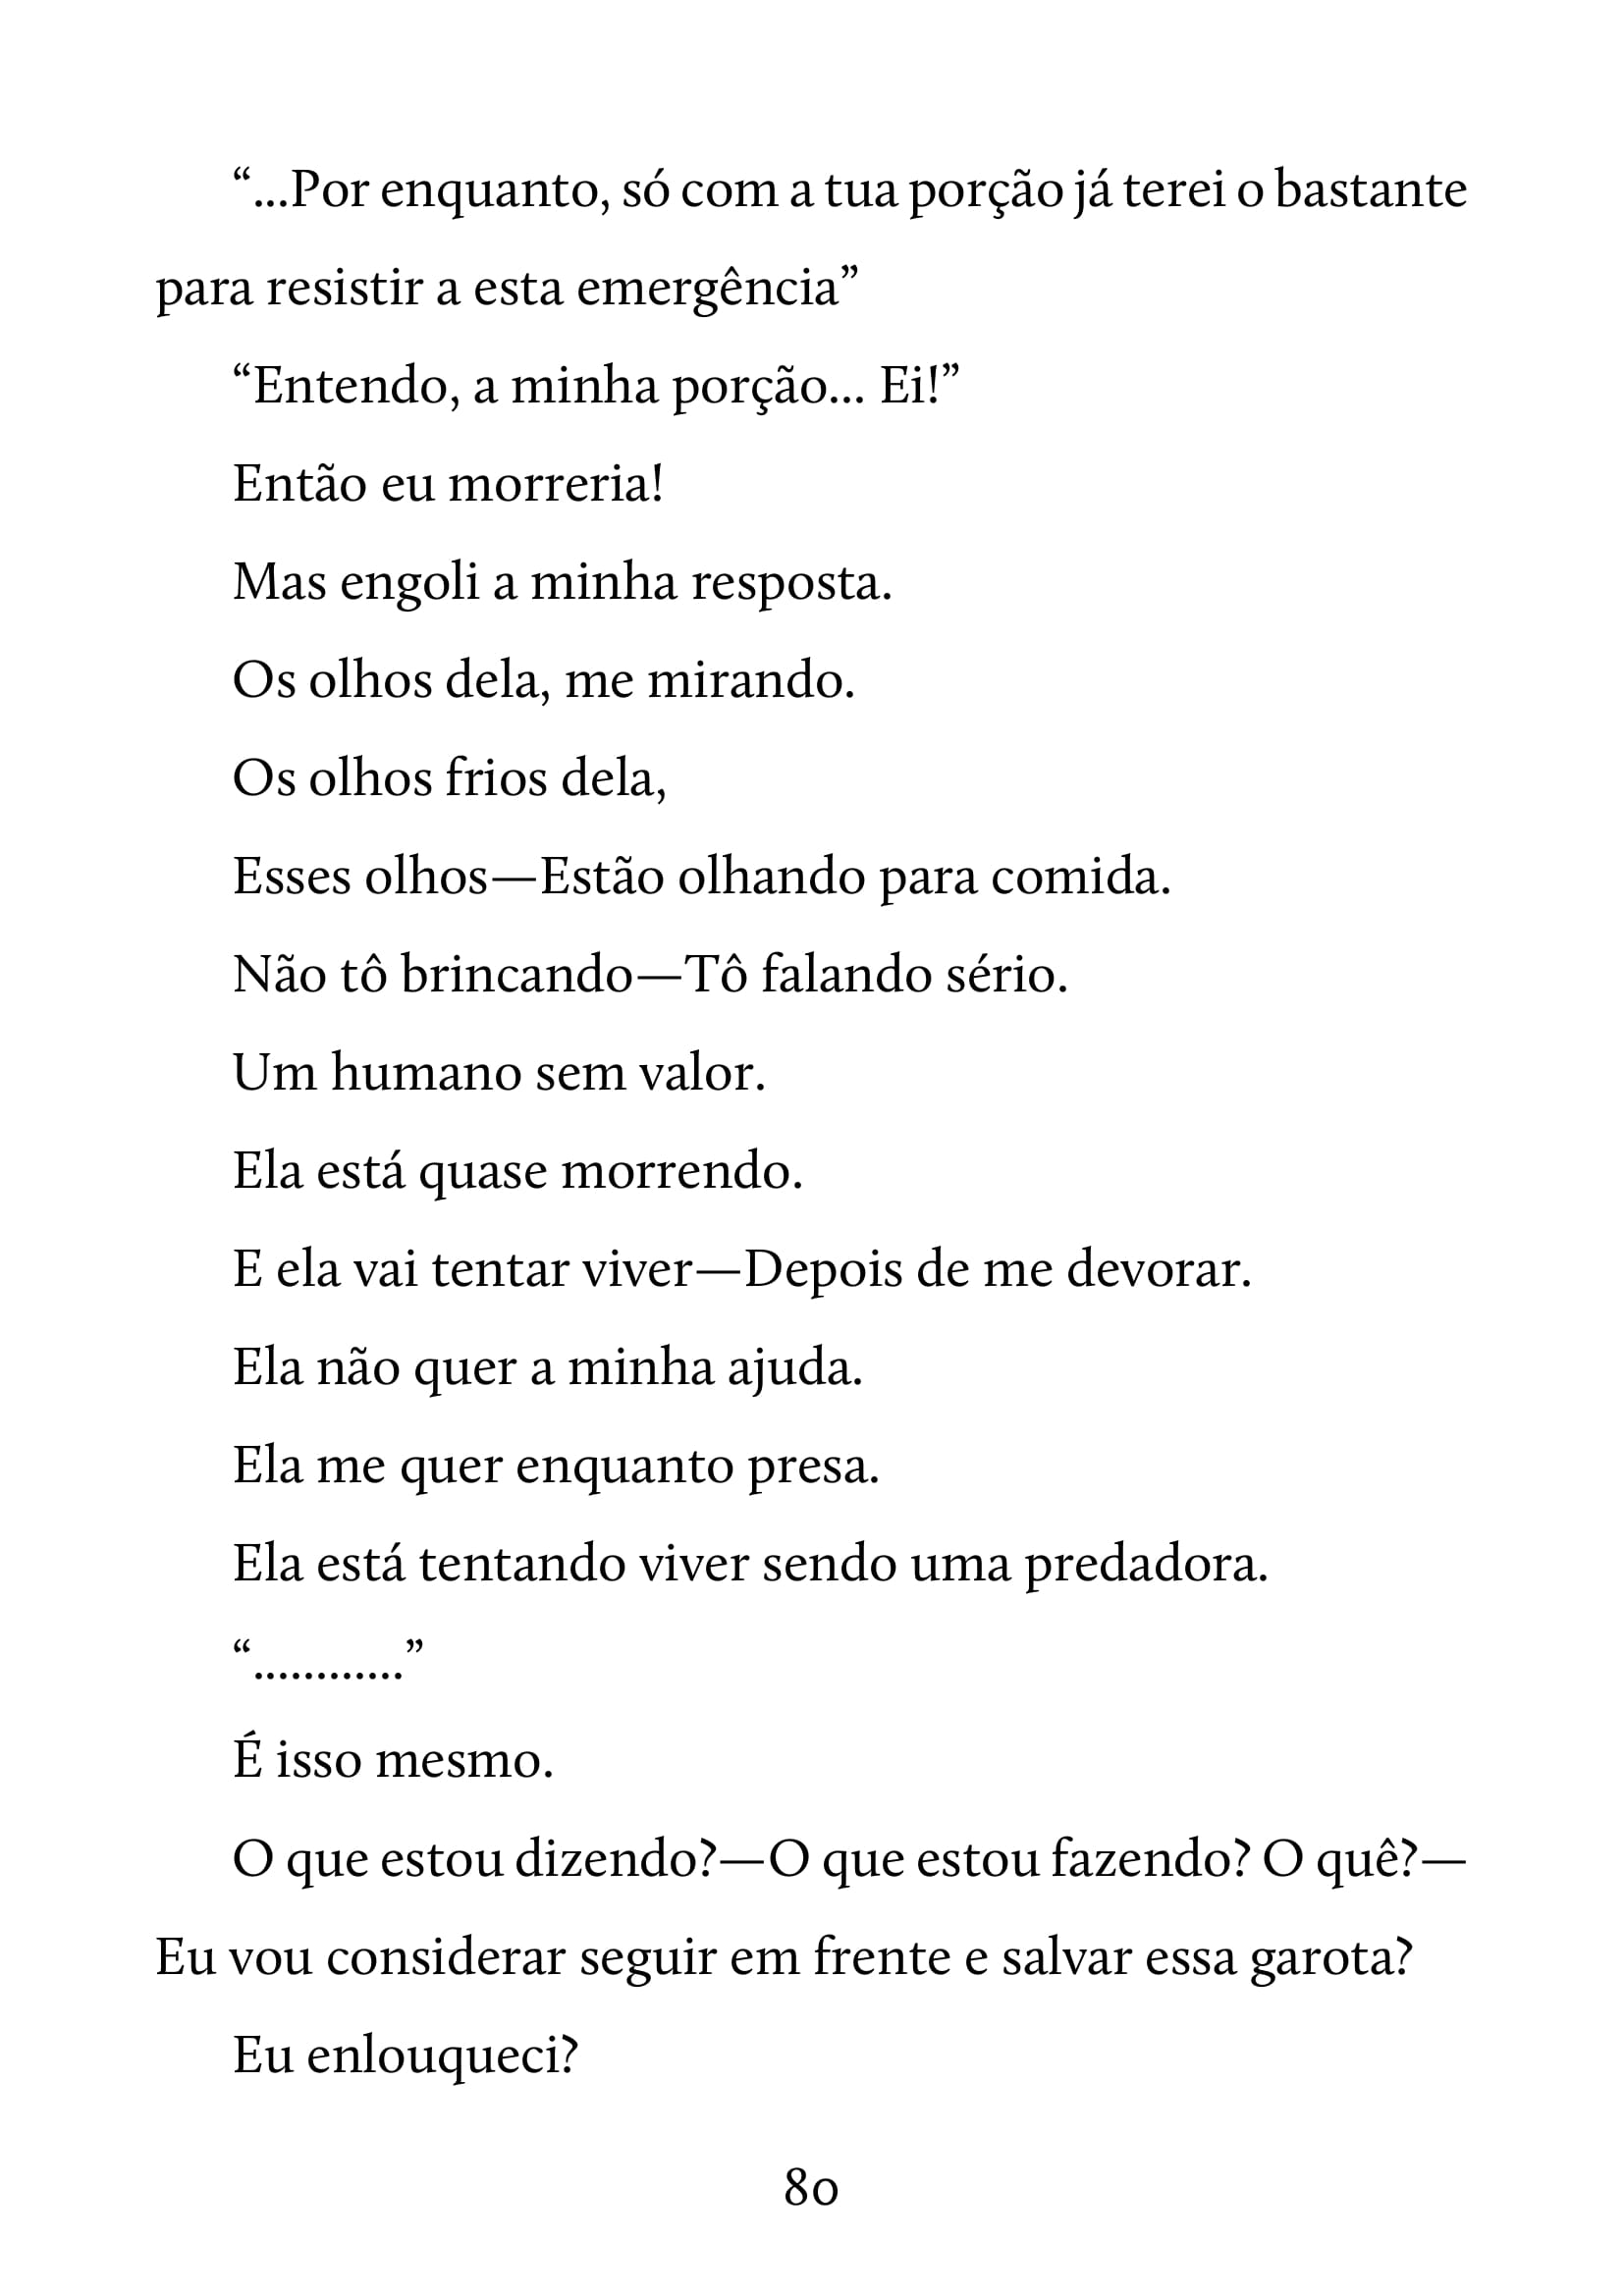 “...Por enquanto, só com a tua porção já terei o bastante
para resistir a esta emergência”
“Entendo, a minha porção... Ei!”
Então eu morreria!
Mas engoli a minha resposta.
Os olhos dela, me mirando.
Os olhos frios dela,
Esses olhos—Estão olhando para comida.
Não tô brincando—Tô falando sério.
Um humano sem valor.
Ela está quase morrendo.
E ela vai tentar viver—Depois de me devorar.
Ela não quer a minha ajuda.
Ela me quer enquanto presa.
Ela está tentando viver sendo uma predadora.
“............”
É isso mesmo.
O que estou dizendo?—O que estou fazendo? O quê?—
Eu vou considerar seguir em frente e salvar essa garota?
Eu enlouqueci?
80